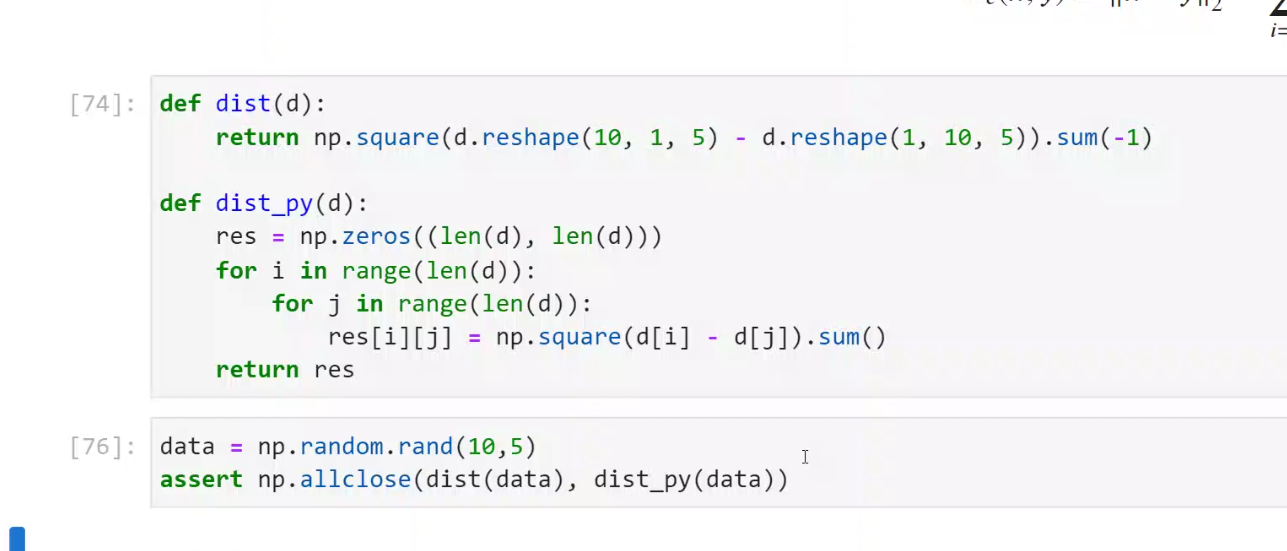 [74]: def dist(d):
    return np.square(d.reshape(10, 1, 5) - d.reshape(1, 10, 5)).sum(-1)
def dist_py(d):
    res = np.zeros((len(d), len(d)))
    for i in range(len(d)):
        for j in range(len(d)):
            res[i][j] = np.square(d[i] - d[j]).sum()
    return res
[76]: data = np.random.rand(10,5)
assert np.allclose(dist(data), dist_py(data))